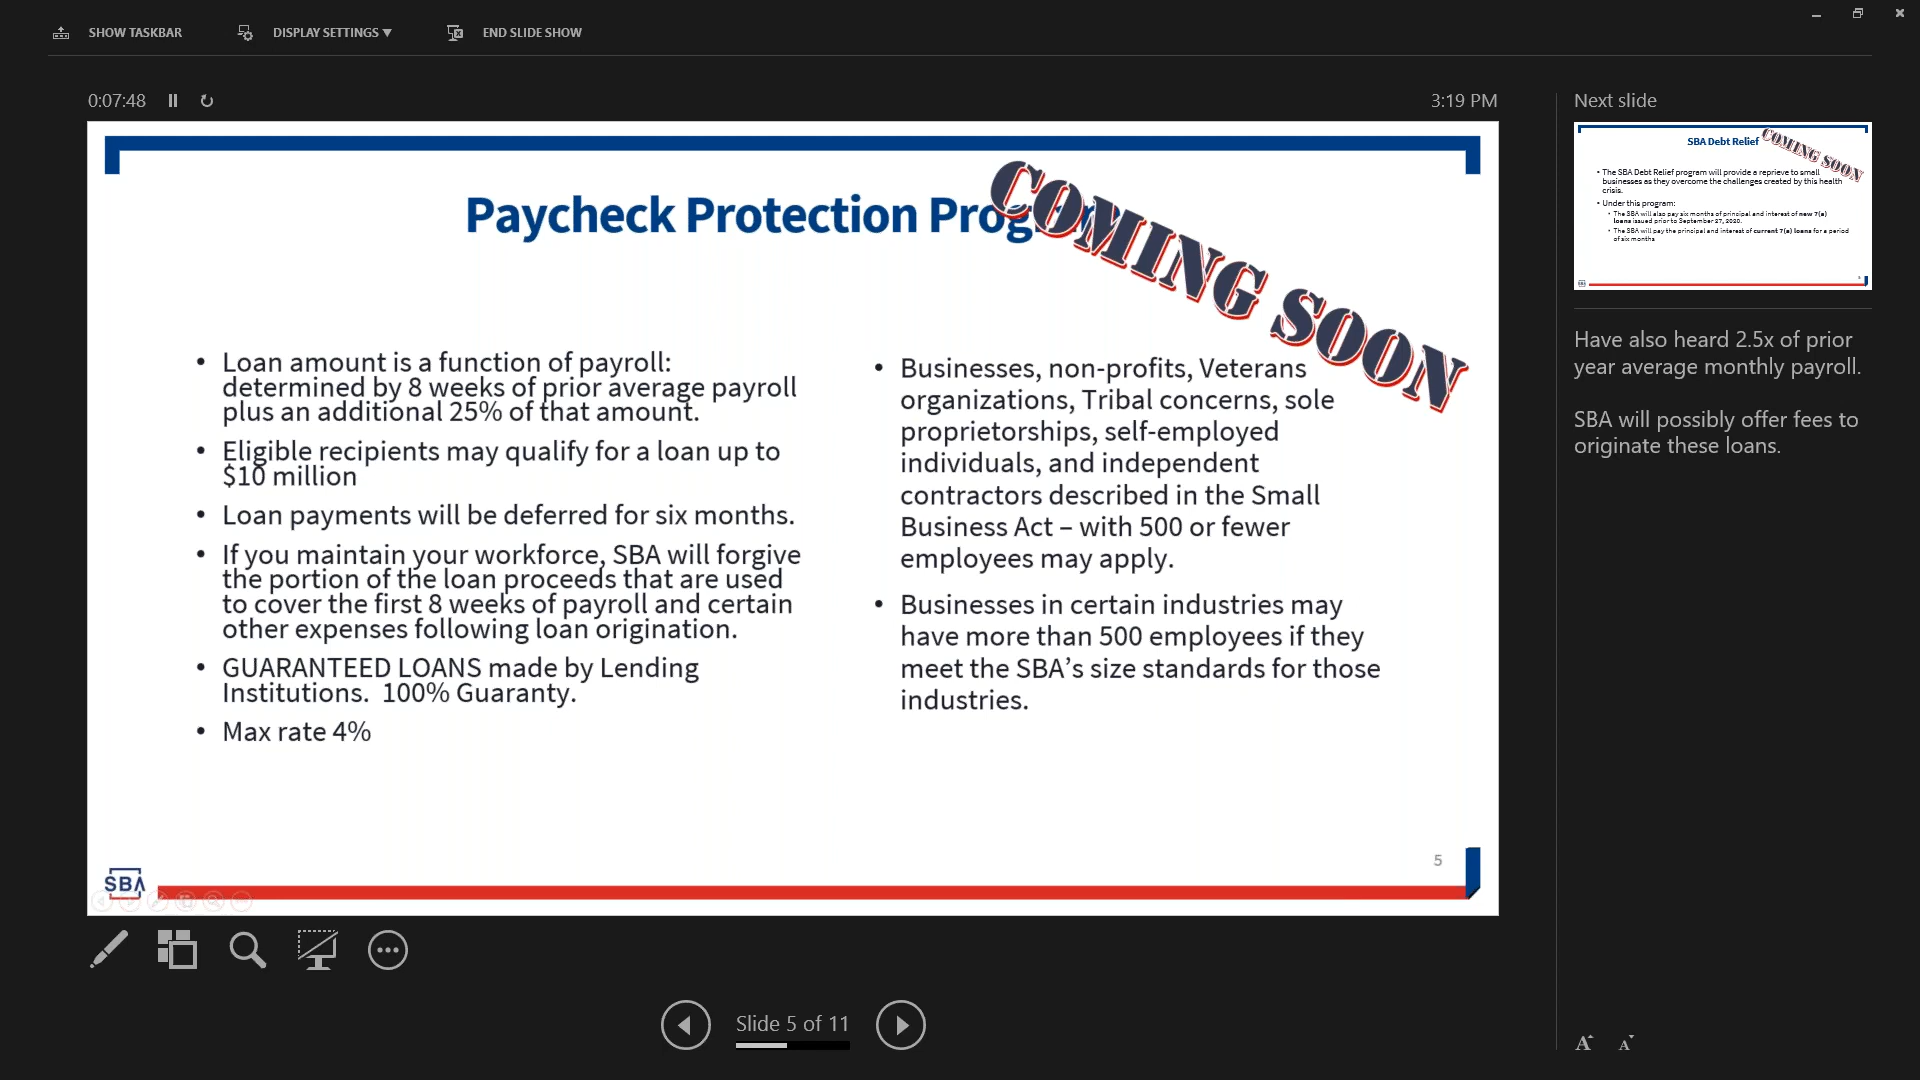 SHOW TASKBAR
DISPLAY SETTINGS ▼
END SLIDE SHOW
0:07:48
3:19 PM
Paycheck Protection Progr
COMING SOON
• Loan amount is a function of payroll:
determined by 8 weeks of prior average payroll
plus an additional 25% of that amount.
• Eligible recipients may qualify for a loan up to
$10 million
• Loan payments will be deferred for six months.
• If you maintain your workforce, SBA will forgive
the portion of the loan proceeds that are used
to cover the first 8 weeks of payroll and certain
other expenses following loan origination.
• GUARANTEED LOANS made by Lending
Institutions.  100% Guaranty.
• Max rate 4%
• Businesses, non-profits, Veterans
organizations, Tribal concerns, sole
proprietorships, self-employed
individuals, and independent
contractors described in the Small
Business Act – with 500 or fewer
employees may apply.
• Businesses in certain industries may
have more than 500 employees if they
meet the SBA’s size standards for those
industries.
5
SBA
Slide 5 of 11
Next slide
SBA Debt Relief
COMING SOON
• The SBA Debt Relief program will provide a reprieve to small
businesses as they overcome the challenges created by this health
crisis.
• Under this program:
• The SBA will also pay six months of principal and interest of new 7(a)
loans issued prior to September 27, 2020.
• The SBA will pay the principal and interest of current 7(a) loans for a period
of six months
Have also heard 2.5x of prior
year average monthly payroll.
SBA will possibly offer fees to
originate these loans.
A
A